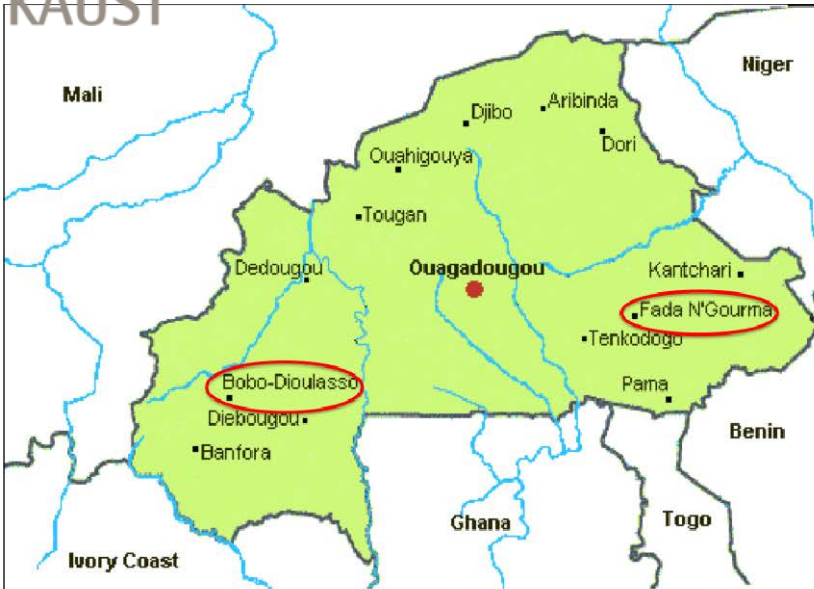 KAUST
Niger
Mali
Aribinda
Djibo
Dori
Ouahigouya
Tougan
Dedougou
Ouagadougou
Kantchari
Fada N'Gourma
Tenkodogo
Bobo-Dioulasso
Pama
Diebougou
Banfora
Benin
Ghana
Togo
Ivory Coast